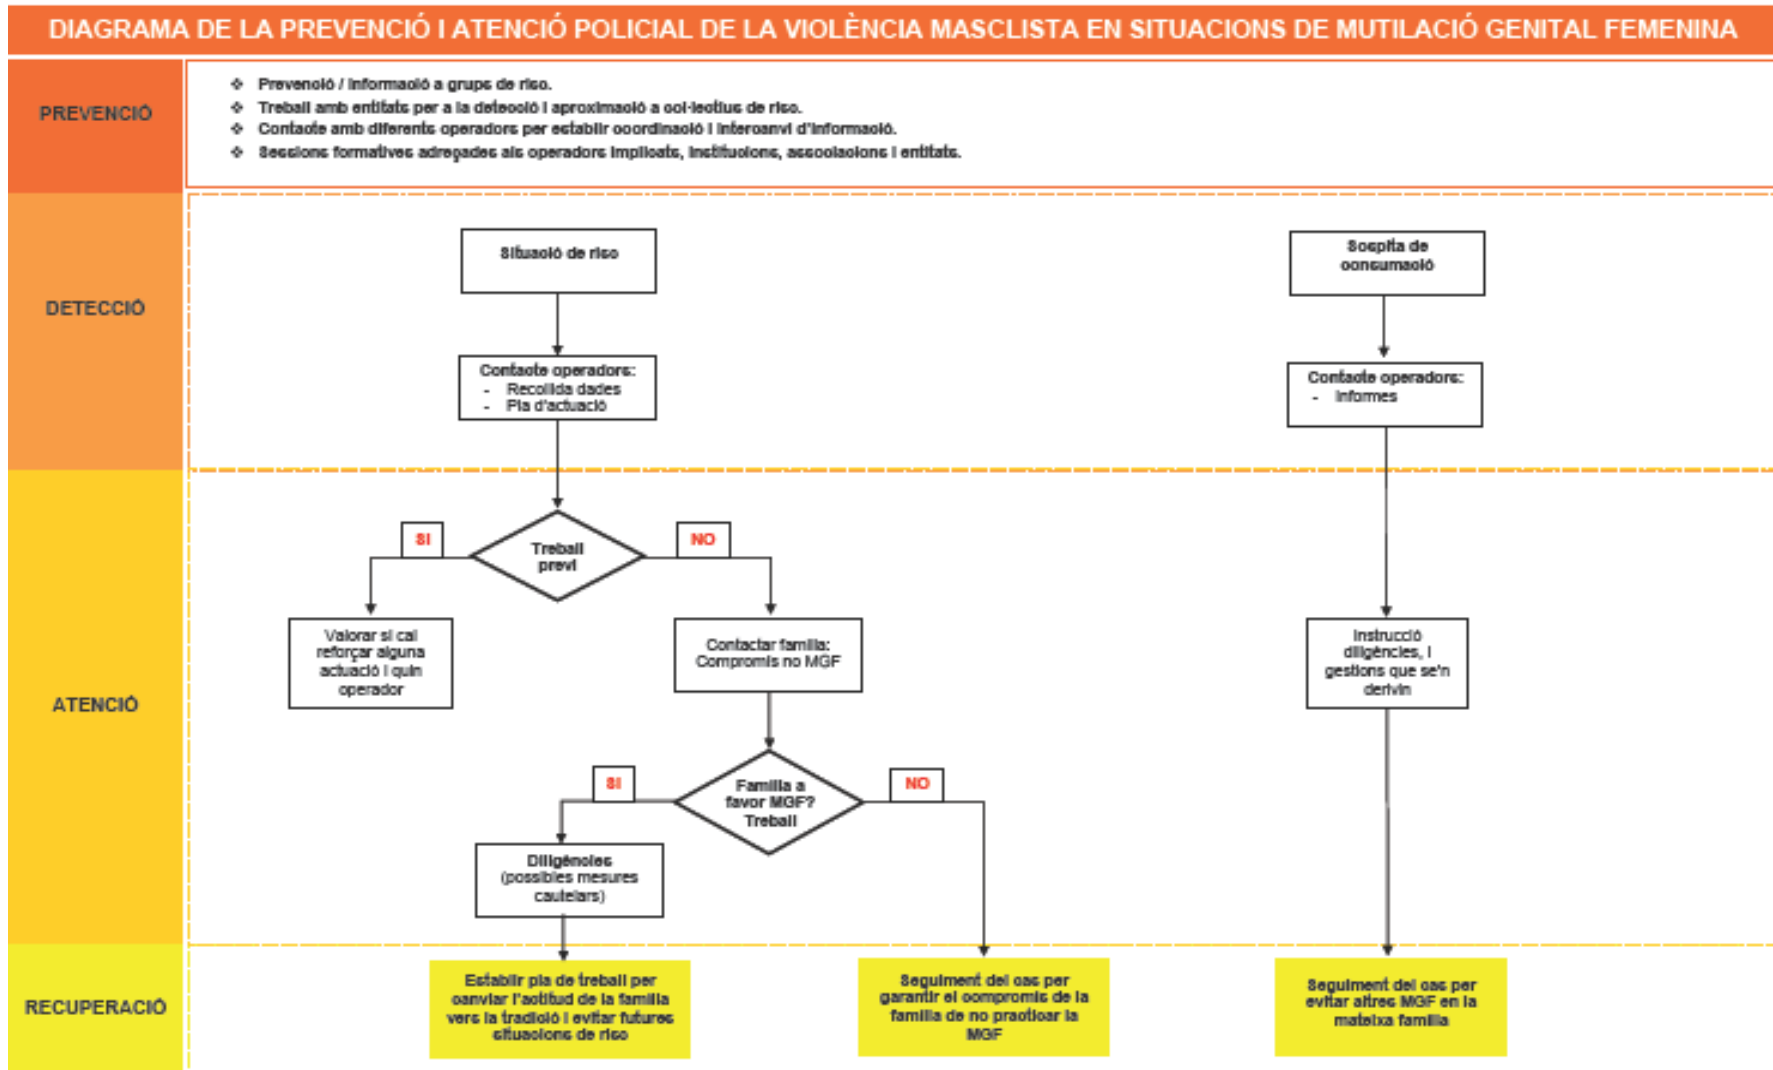 DIAGRAMA DE LA PREVENCIÓ I ATENCIÓ POLICIAL DE LA VIOLÈNCIA MASCLISTA EN SITUACIONS DE MUTILACIÓ GENITAL FEMENINA
PREVENCIÓ
❖ Prevenció / Informació a grups de risc.
❖ Treball amb entitats per a la detecció i aproximació a col·lectius de risc.
❖ Contacte amb diferents operadors per establir coordinació i intercanvi d'informació.
❖ Sessions formatives adreçades als operadors implicats, institucions, associacions i entitats.
DETECCIÓ
Situació de risc
Contacte operadors:
- Recollida dades
- Pla d'actuació
Sospita de
consumació
Contacte operadors:
- Informes
ATENCIÓ
Treball
previ
SI
NO
Valorar si cal
reforçar alguna
actuació i quin
operador
Contactar família:
Compromís no MGF
Família a
favor MGF?
Treball
SI
NO
Diligències
(possibles mesures
cautelars)
Instrucció
diligències, i
gestions que se'n
derivin
RECUPERACIÓ
Establir pla de treball per
canviar l'actitud de la família
vers la tradició i evitar futures
situacions de risc
Seguiment del cas per
garantir el compromís de la
família de no practicar la
MGF
Seguiment del cas per
evitar altres MGF en la
mateixa família